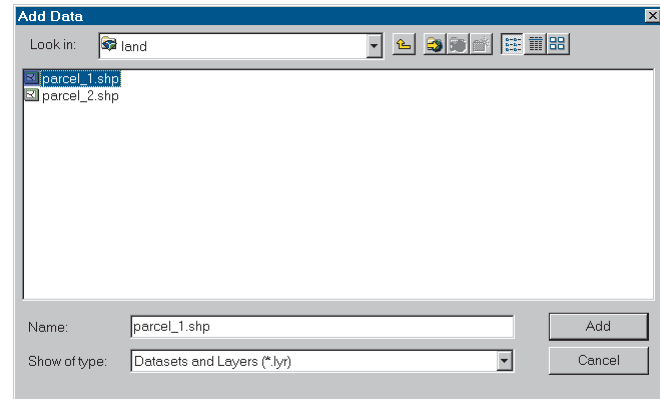 Add Data
Look in: land
parcel_1.shp
parcel_2.shp
Name: parcel_1.shp Add
Show of type: Datasets and Layers (*.lyr) Cancel